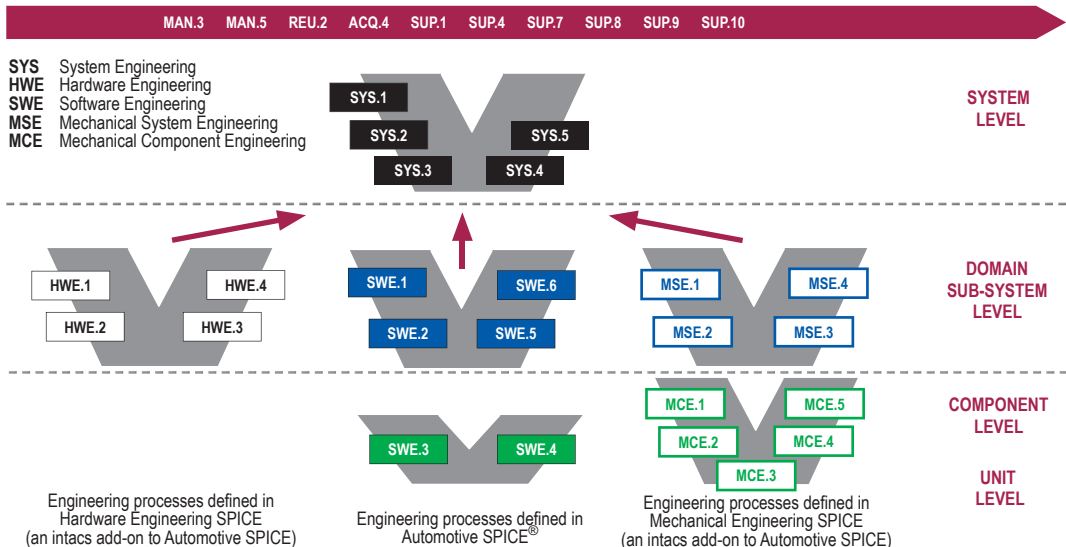 MAN.3 MAN.5 REU.2 ACQ.4 SUP.1 SUP.4 SUP.7 SUP.8 SUP.9 SUP.10
SYS System Engineering
HWE Hardware Engineering
SWE Software Engineering
MSE Mechanical System Engineering
MCE Mechanical Component Engineering
SYS.1
SYS.2
SYS.3
SYS.5
SYS.4
SYSTEM
LEVEL
HWE.1
HWE.2
HWE.4
HWE.3
SWE.1
SWE.2
SWE.6
SWE.5
MSE.1
MSE.2
MSE.4
MSE.3
DOMAIN
SUB-SYSTEM
LEVEL
SWE.3
SWE.4
MCE.1
MCE.2
MCE.3
MCE.5
MCE.4
COMPONENT
LEVEL
UNIT
LEVEL
Engineering processes defined in
Hardware Engineering SPICE
(an intacs add-on to Automotive SPICE)
Engineering processes defined in
Automotive SPICE®
Engineering processes defined in
Mechanical Engineering SPICE
(an intacs add-on to Automotive SPICE)